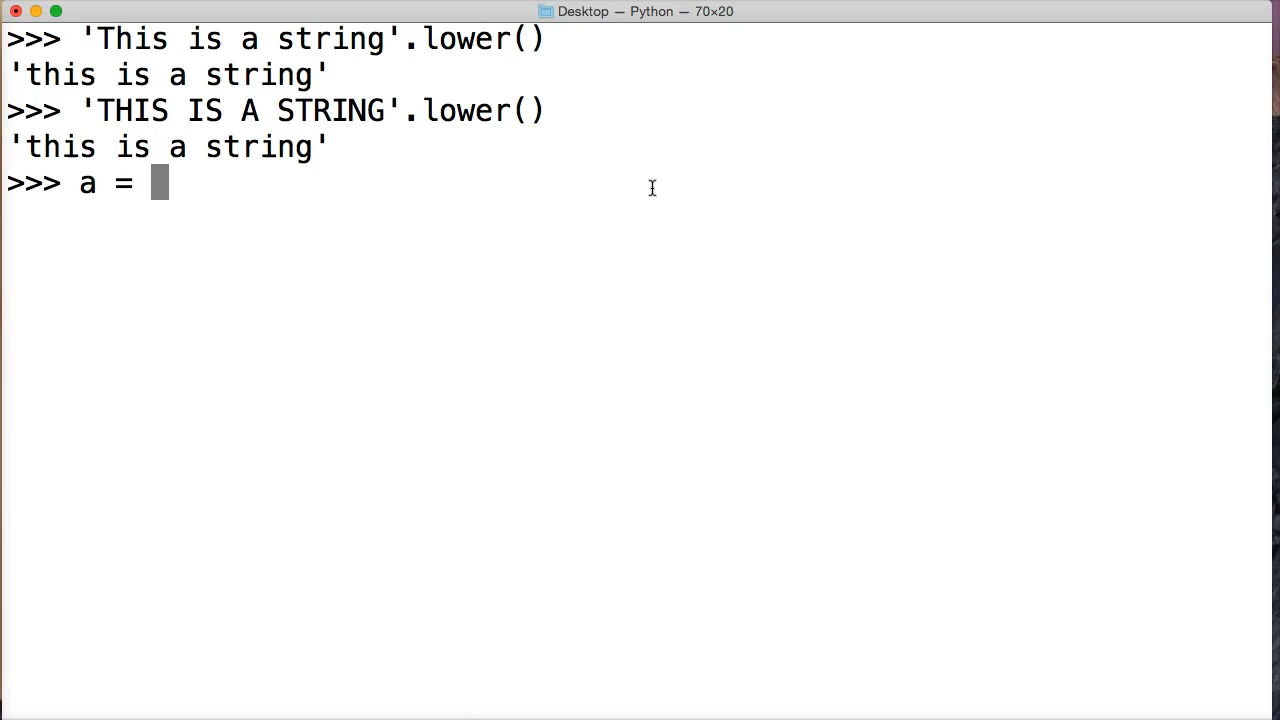 Desktop — Python — 70×20
>>> 'This is a string'.lower()
'this is a string'
>>> 'THIS IS A STRING'.lower()
'this is a string'
>>> a =